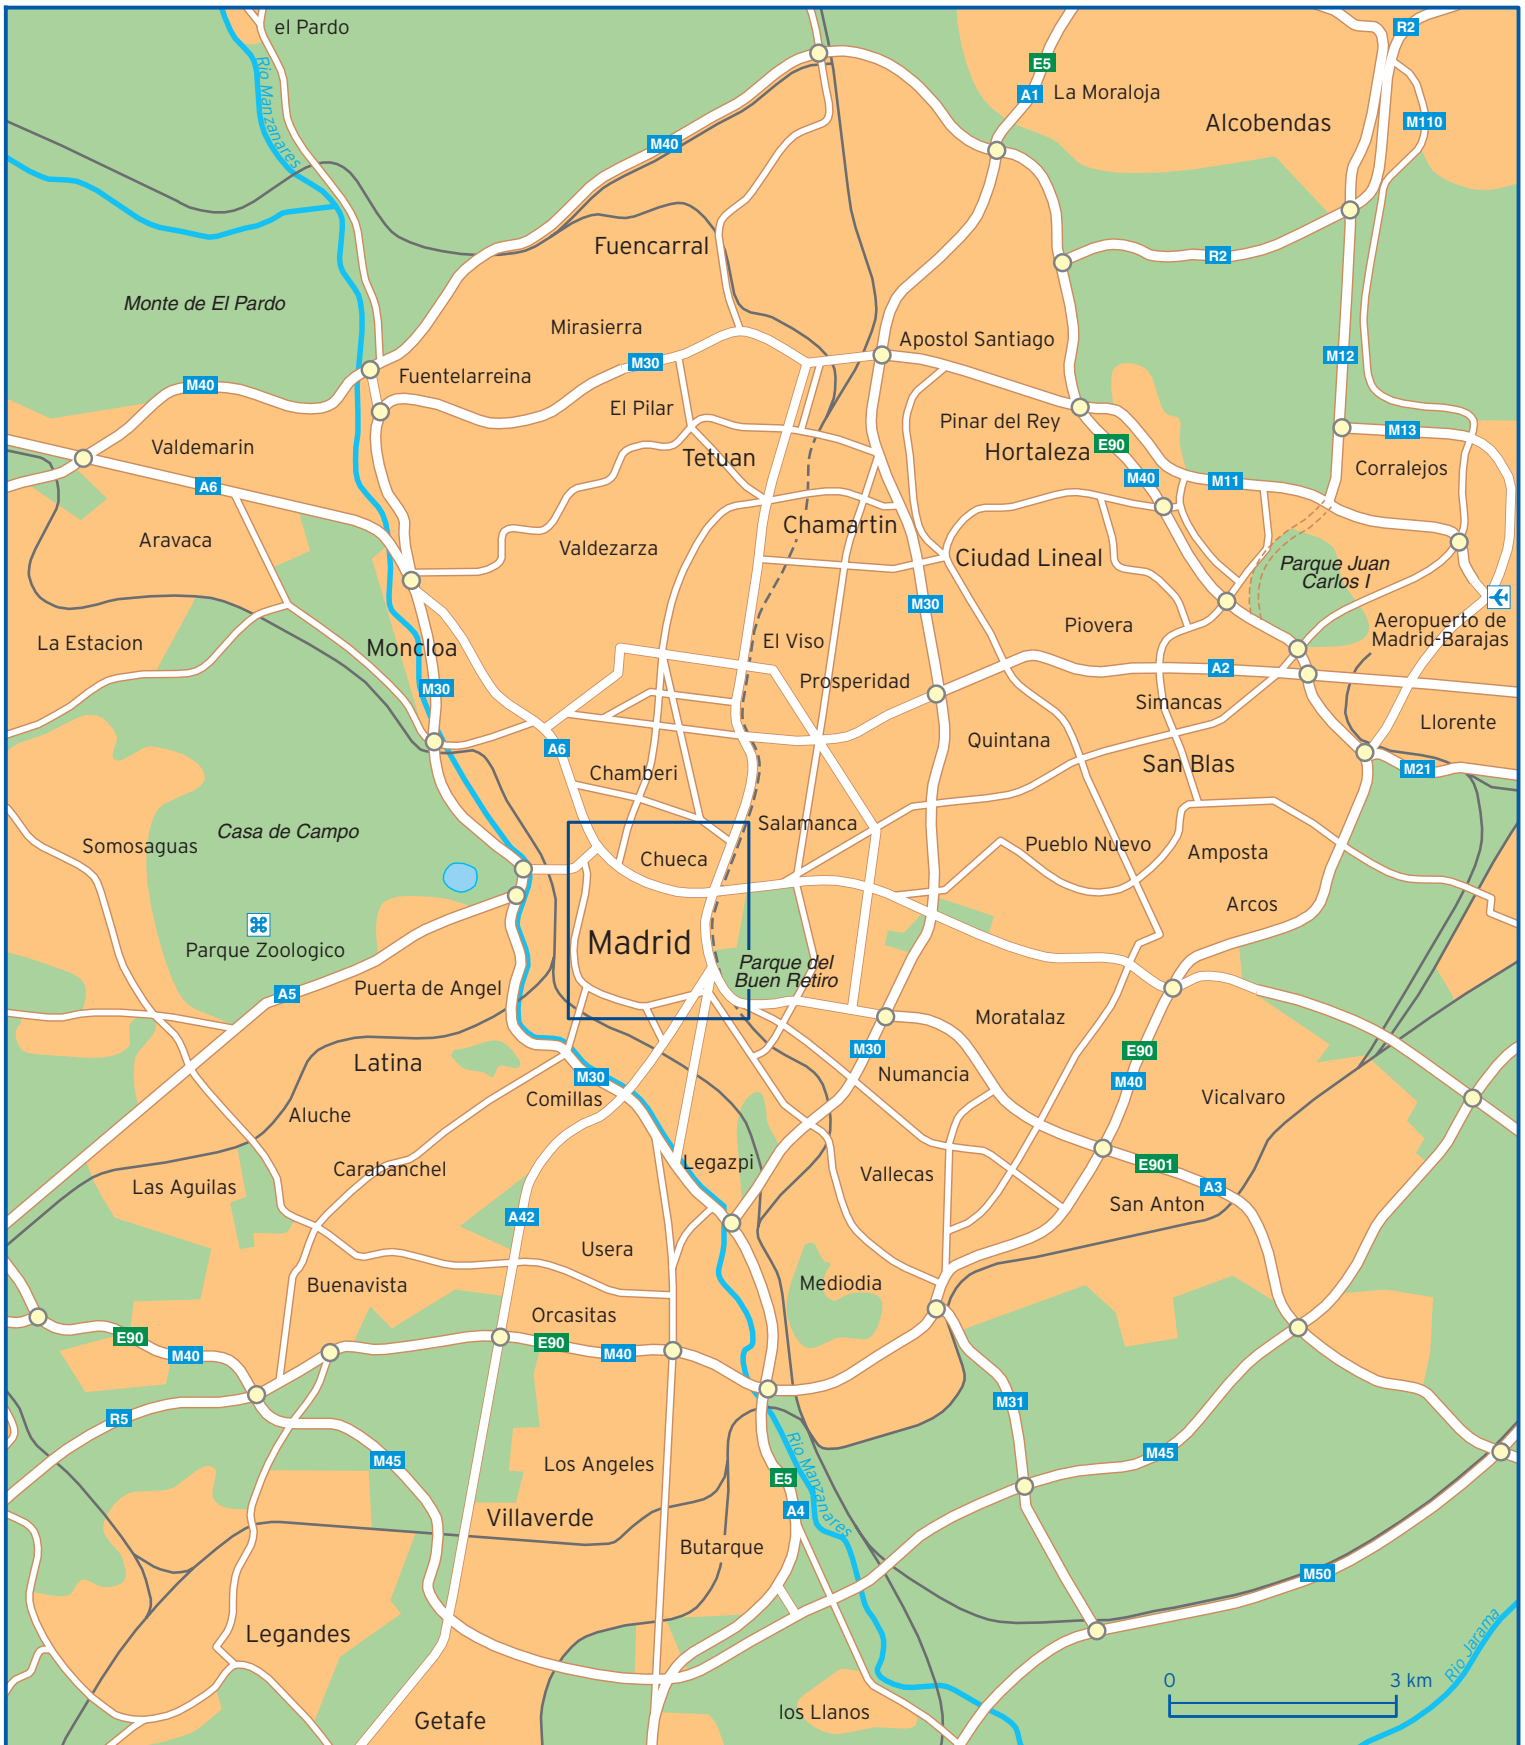 el Pardo
R2
E5
A1
La Moraloja
Rio Manzanares
Alcobendas
M110
M40
Fuencarral
R2
Monte de El Pardo
Mirasierra
Apostol Santiago
M12
M30
Fuentelarreina
M40
El Pilar
Pinar del Rey
M13
Hortaleza
E90
Valdemarin
Tetuan
Corralejos
A6
M40
M11
Chamartin
Aravaca
Valdezarza
Ciudad Lineal
Parque Juan
Carlos I
M30
Aeropuerto de
Madrid-Barajas
Piovera
La Estacion
Moncloa
El Viso
A2
M30
Prosperidad
Simancas
Llorente
A6
Quintana
San Blas
M21
Chamberi
Casa de Campo
Salamanca
Somosaguas
Chueca
Pueblo Nuevo
Amposta
Arcos
Madrid
Parque Zoologico
Parque del
Buen Retiro
A5
Puerta de Angel
Moratalaz
Latina
M30
E90
M30
Numancia
M40
Comillas
Vicalvaro
Aluche
Carabanchel
Legazpi
E901
Vallecas
Las Aguilas
A3
San Anton
A42
Usera
Buenavista
Mediodia
Orcasitas
E90
E90
M40
M40
M31
R5
M45
M45
Los Angeles
E5
Rio Manzanares
A4
Villaverde
Butarque
M50
Legandes
Rio Jarama
0
3 km
los Llanos
Getafe